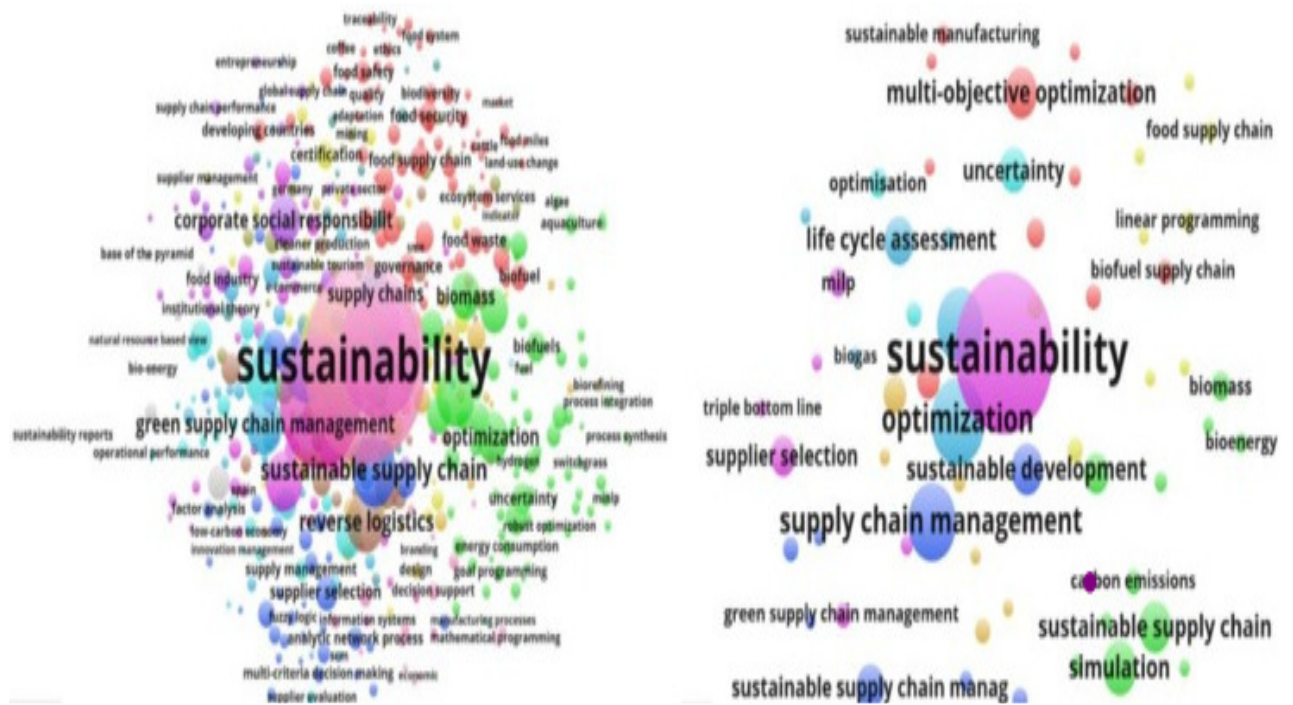 traceability
food system
coffee
ethics
entrepreneurship
food safety
global supply chain
quality
biodiversity
market
supply chain performance
adaptation
food security
developing countries
mining
cattle
food miles
certification
food supply chain
land-use change
supplier management
germany
private sector
ecosystem services
algae
corporate social responsibilit
indicator
aquaculture
cleaner production
food waste
base of the pyramid
sustainable tourism
governance
food industry
e-commerce
supply chains
biomass
biofuel
institutional theory
natural resource based view
sustainability
biofuels
bio-energy
fuel
biorefining
process integration
green supply chain management
sustainability reports
optimization
process synthesis
operational performance
sustainable supply chain
hydrogen
switchgrass
spain
uncertainty
minlp
factor analysis
reverse logistics
robust optimization
low-carbon economy
innovation management
branding
energy consumption
supply management
design
goal programming
supplier selection
decision support
fuzzy logic
information systems
manufacturing processes
analytic network process
mathematical programming
multi-criteria decision making
economic
supplier evaluation
sustainable manufacturing
multi-objective optimization
food supply chain
uncertainty
optimisation
linear programming
life cycle assessment
biofuel supply chain
milp
biogas
sustainability
biomass
triple bottom line
optimization
bioenergy
supplier selection
sustainable development
supply chain management
carbon emissions
green supply chain management
sustainable supply chain
simulation
sustainable supply chain manag